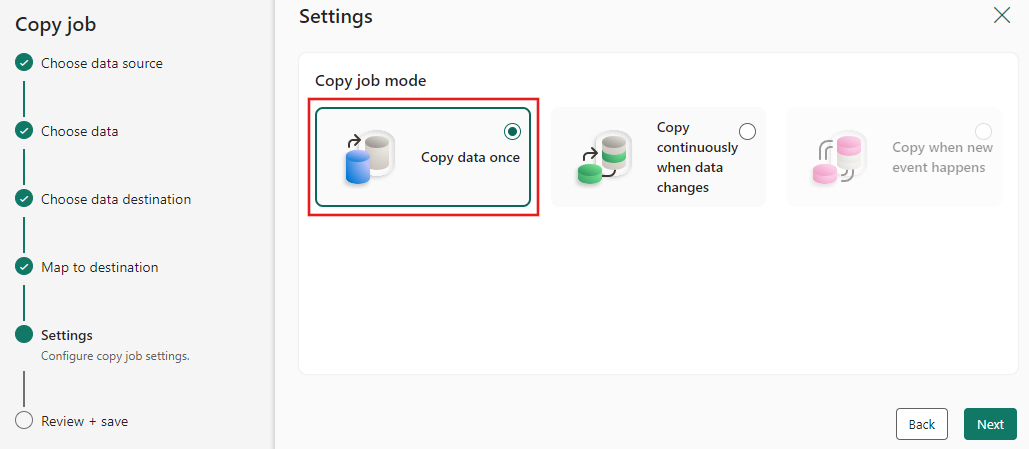 Copy job
Choose data source
Choose data
Choose data destination
Map to destination
Settings
Configure copy job settings.
Review + save
Settings
Copy job mode
Copy data once
Copy
continuously
when data
changes
Copy when new
event happens
Back
Next